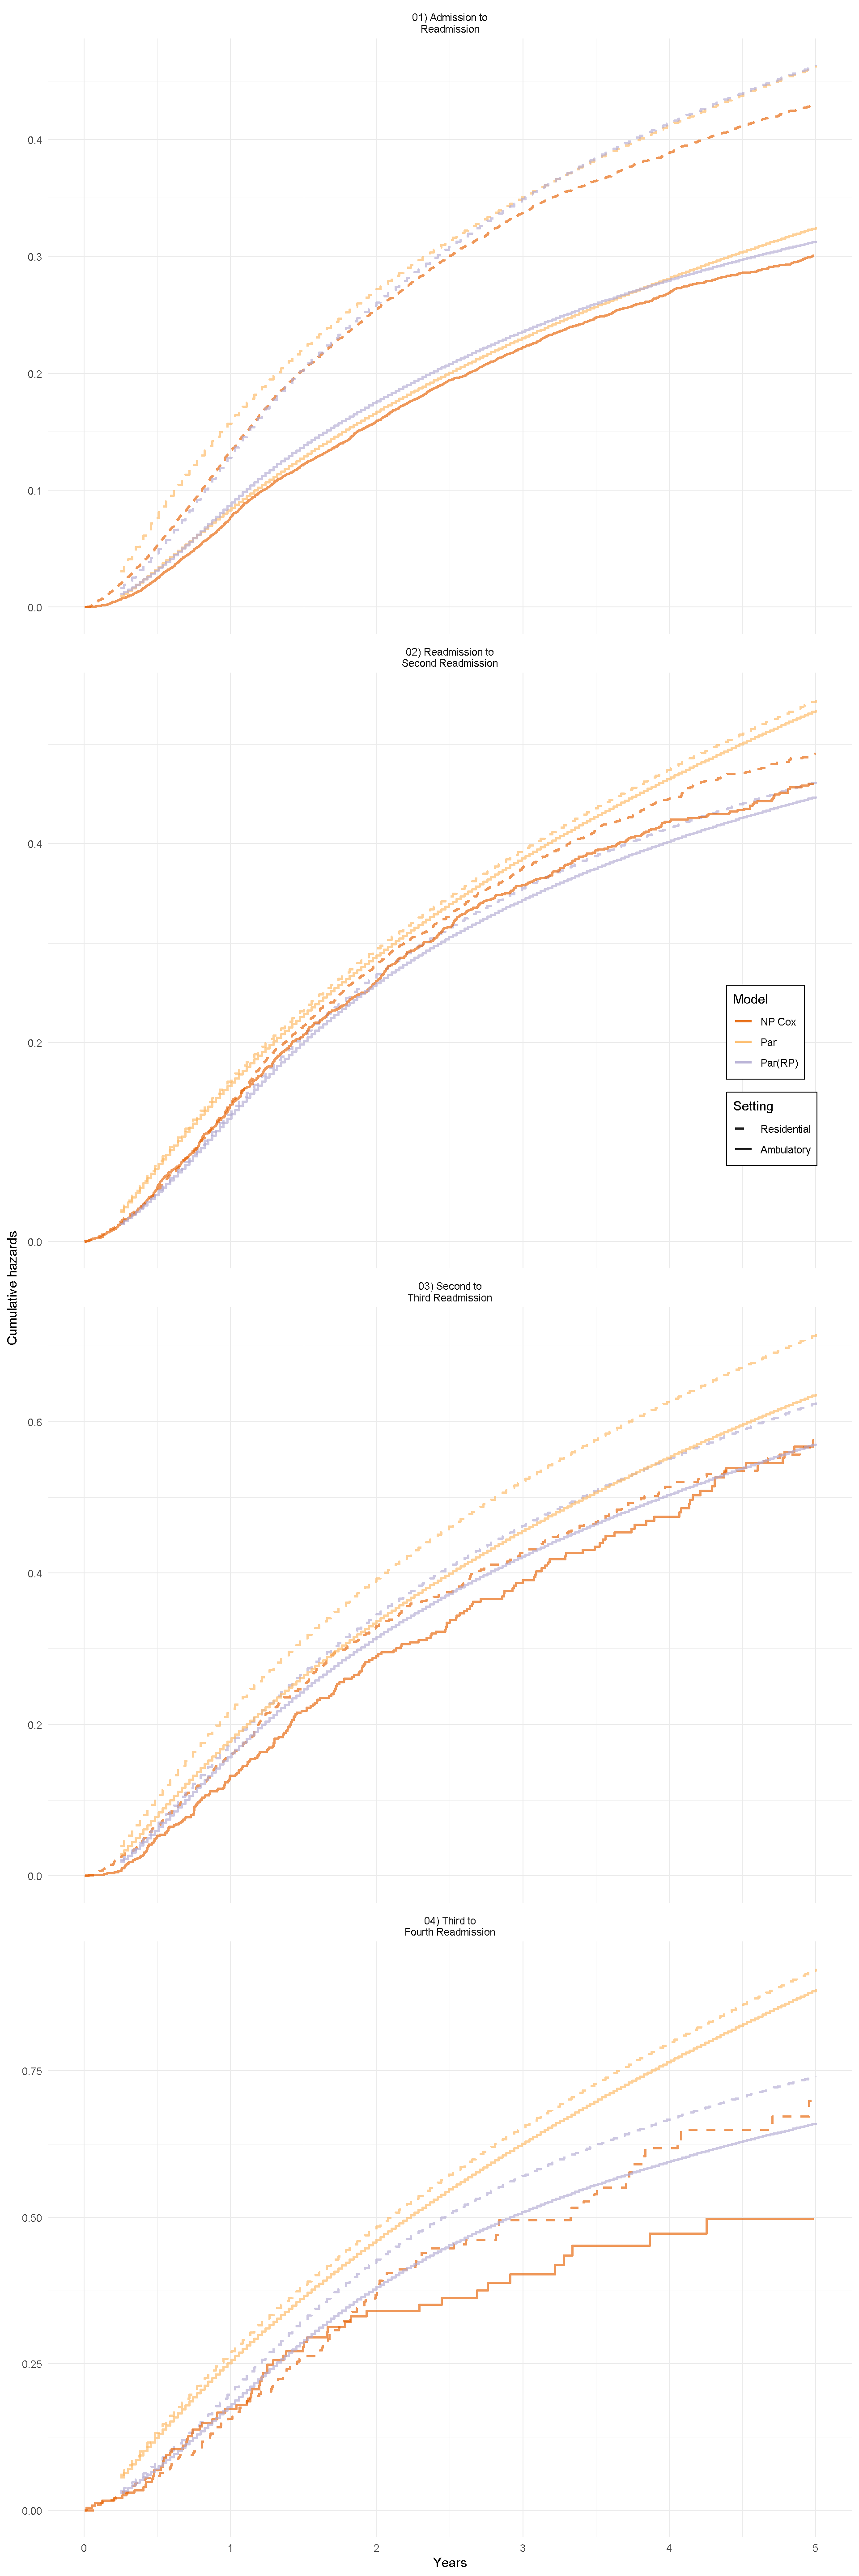 01) Admission to
Readmission
0.4
0.3
0.2
0.1
0.0
02) Readmission to
Second Readmission
0.4
0.2
0.0
Model
NP Cox
Par
Par(RP)
Setting
Residential
Ambulatory
Cumulative hazards
03) Second to
Third Readmission
0.6
0.4
0.2
0.0
04) Third to
Fourth Readmission
0.75
0.50
0.25
0.00
0 1 2 3 4 5
Years